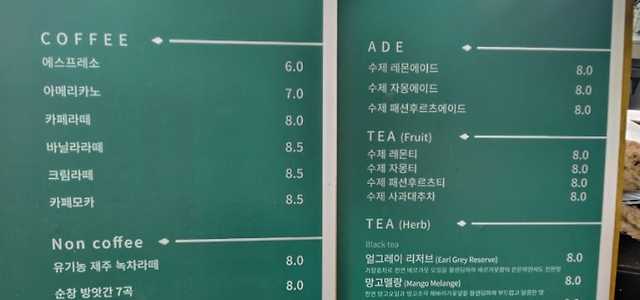 COFFEE
에스프레소 6.0
아메리카노 7.0
카페라떼 8.0
바닐라라떼 8.5
크림라떼 8.5
카페모카 8.5
Non coffee
유기농 제주 녹차라떼 8.0
순창 방앗간 7곡 8.0
ADE
수제 레몬에이드 8.0
수제 자몽에이드 8.0
수제 패션후르츠에이드 8.0
TEA (Fruit)
수제 레몬티 8.0
수제 자몽티 8.0
수제 패션후르츠티 8.0
수제 사과대추차 8.0
TEA (Herb)
Black tea
얼그레이 리저브 (Earl Grey Reserve) 8.0
망고멜랑 (Mango Melange) 8.0